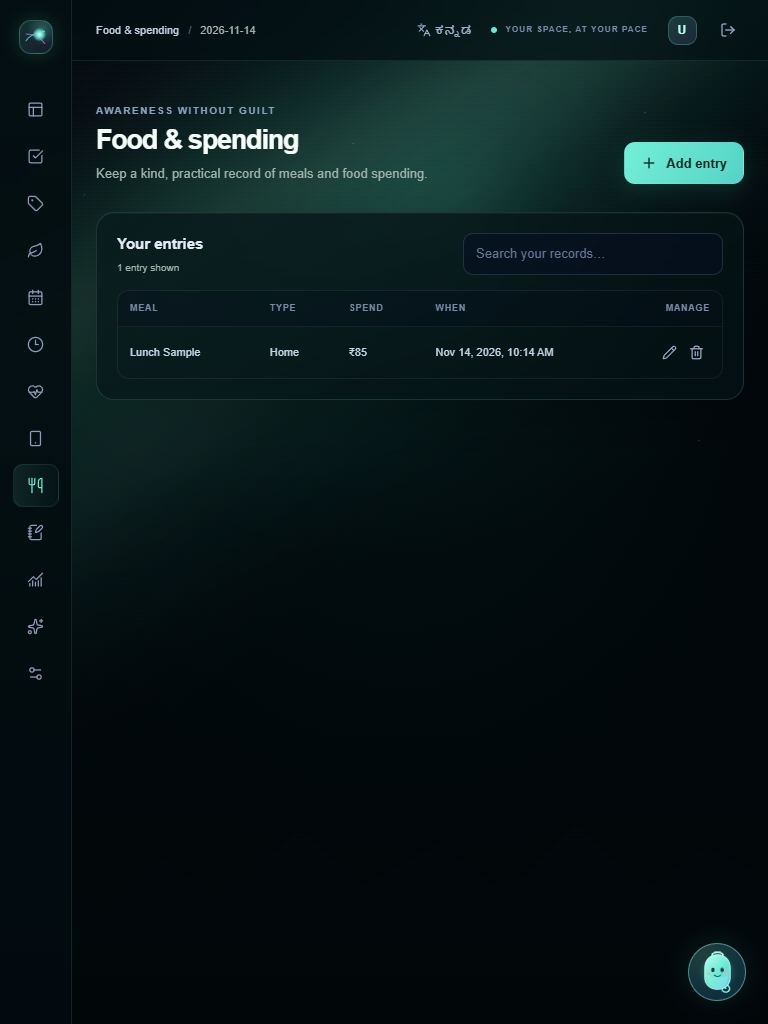 Food & spending / 2026-11-14
ಕನ್ನಡ
YOUR SPACE, AT YOUR PACE
U
AWARENESS WITHOUT GUILT
Food & spending
Keep a kind, practical record of meals and food spending.
Add entry
Your entries
1 entry shown
Search your records...
MEAL TYPE SPEND WHEN MANAGE
Lunch Sample Home ₹85 Nov 14, 2026, 10:14 AM